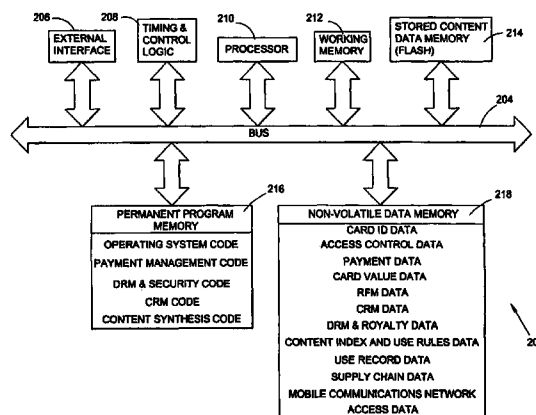 206
EXTERNAL
INTERFACE
208
TIMING &
CONTROL
LOGIC
210
PROCESSOR
212
WORKING
MEMORY
STORED CONTENT
DATA MEMORY
(FLASH)
214
BUS
204
216
PERMANENT PROGRAM
MEMORY
OPERATING SYSTEM CODE
PAYMENT MANAGEMENT CODE
DRM & SECURITY CODE
CRM CODE
CONTENT SYNTHESIS CODE
218
NON-VOLATILE DATA MEMORY
CARD ID DATA
ACCESS CONTROL DATA
PAYMENT DATA
CARD VALUE DATA
RFM DATA
CRM DATA
DRM & ROYALTY DATA
CONTENT INDEX AND USE RULES DATA
USE RECORD DATA
SUPPLY CHAIN DATA
MOBILE COMMUNICATIONS NETWORK
ACCESS DATA